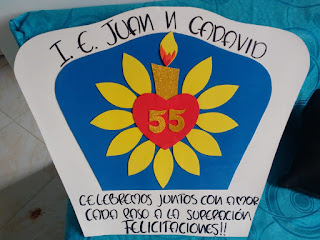 I. E. JUAN N CADAVID
55
CELEBREMOS JUNTOS CON AMOR
CADA PASO A LA SUPERACIÓN
FELICITACIONES!!